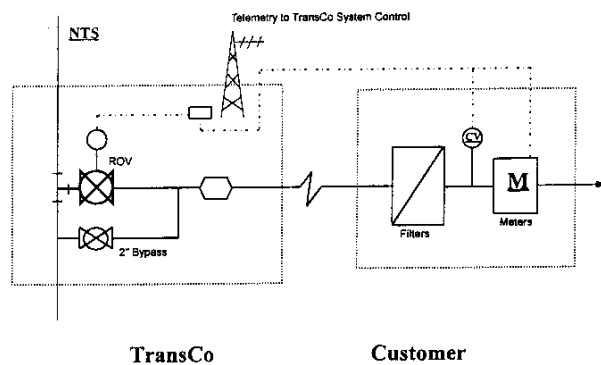 Telemetry to TransCo System Control
NTS
ROV
CV
M
2" Bypass
Filters
Meters
TransCo
Customer